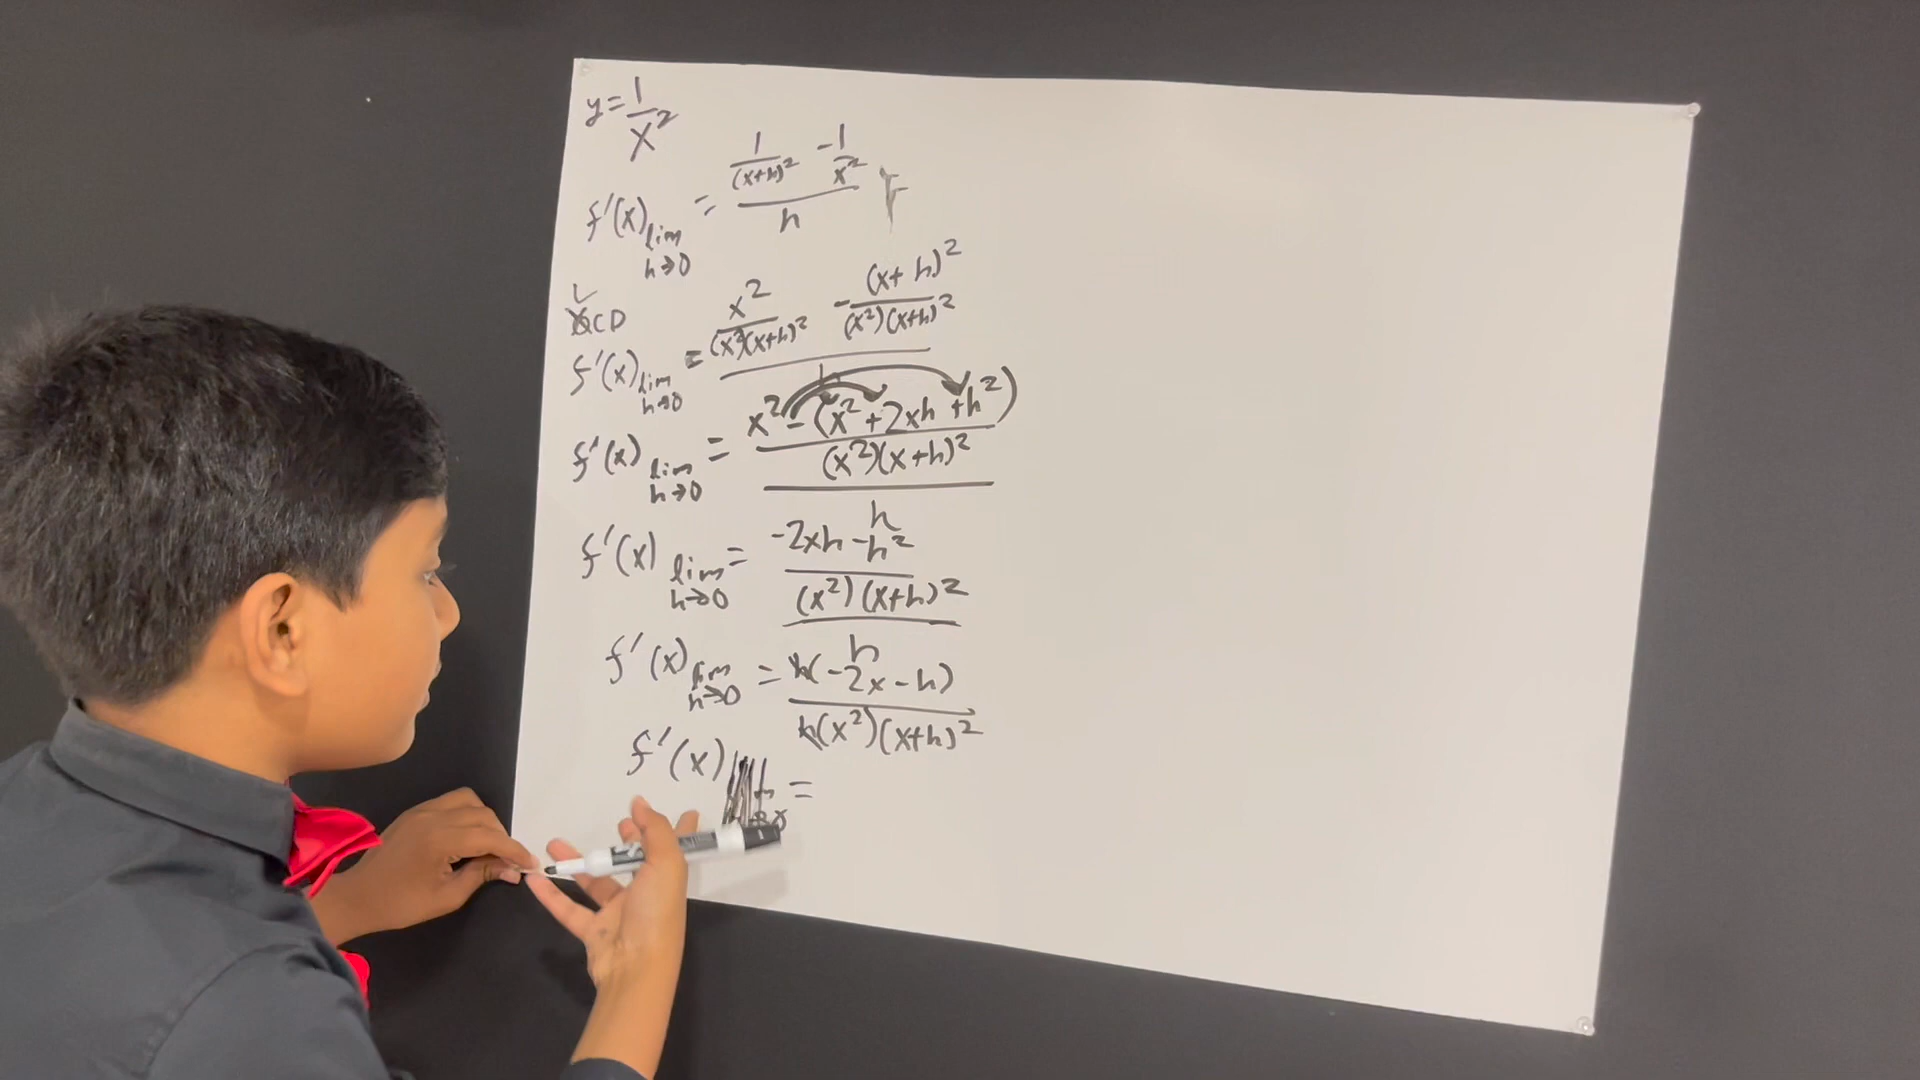 y = 1/x²
f'(x) lim h→0 = (1/(x+h)² - 1/x²)/h
LCD
f'(x) lim h→0 = (x²/(x²)(x+h)² - (x+h)²/(x²)(x+h)²)/h
f'(x) lim h→0 = ((x² - (x² + 2xh + h²))/(x²)(x+h)²)/h
f'(x) lim h→0 = ((-2xh - h²)/(x²)(x+h)²)/h
f'(x) lim h→0 = h(-2x - h)/h(x²)(x+h)²
f'(x) =